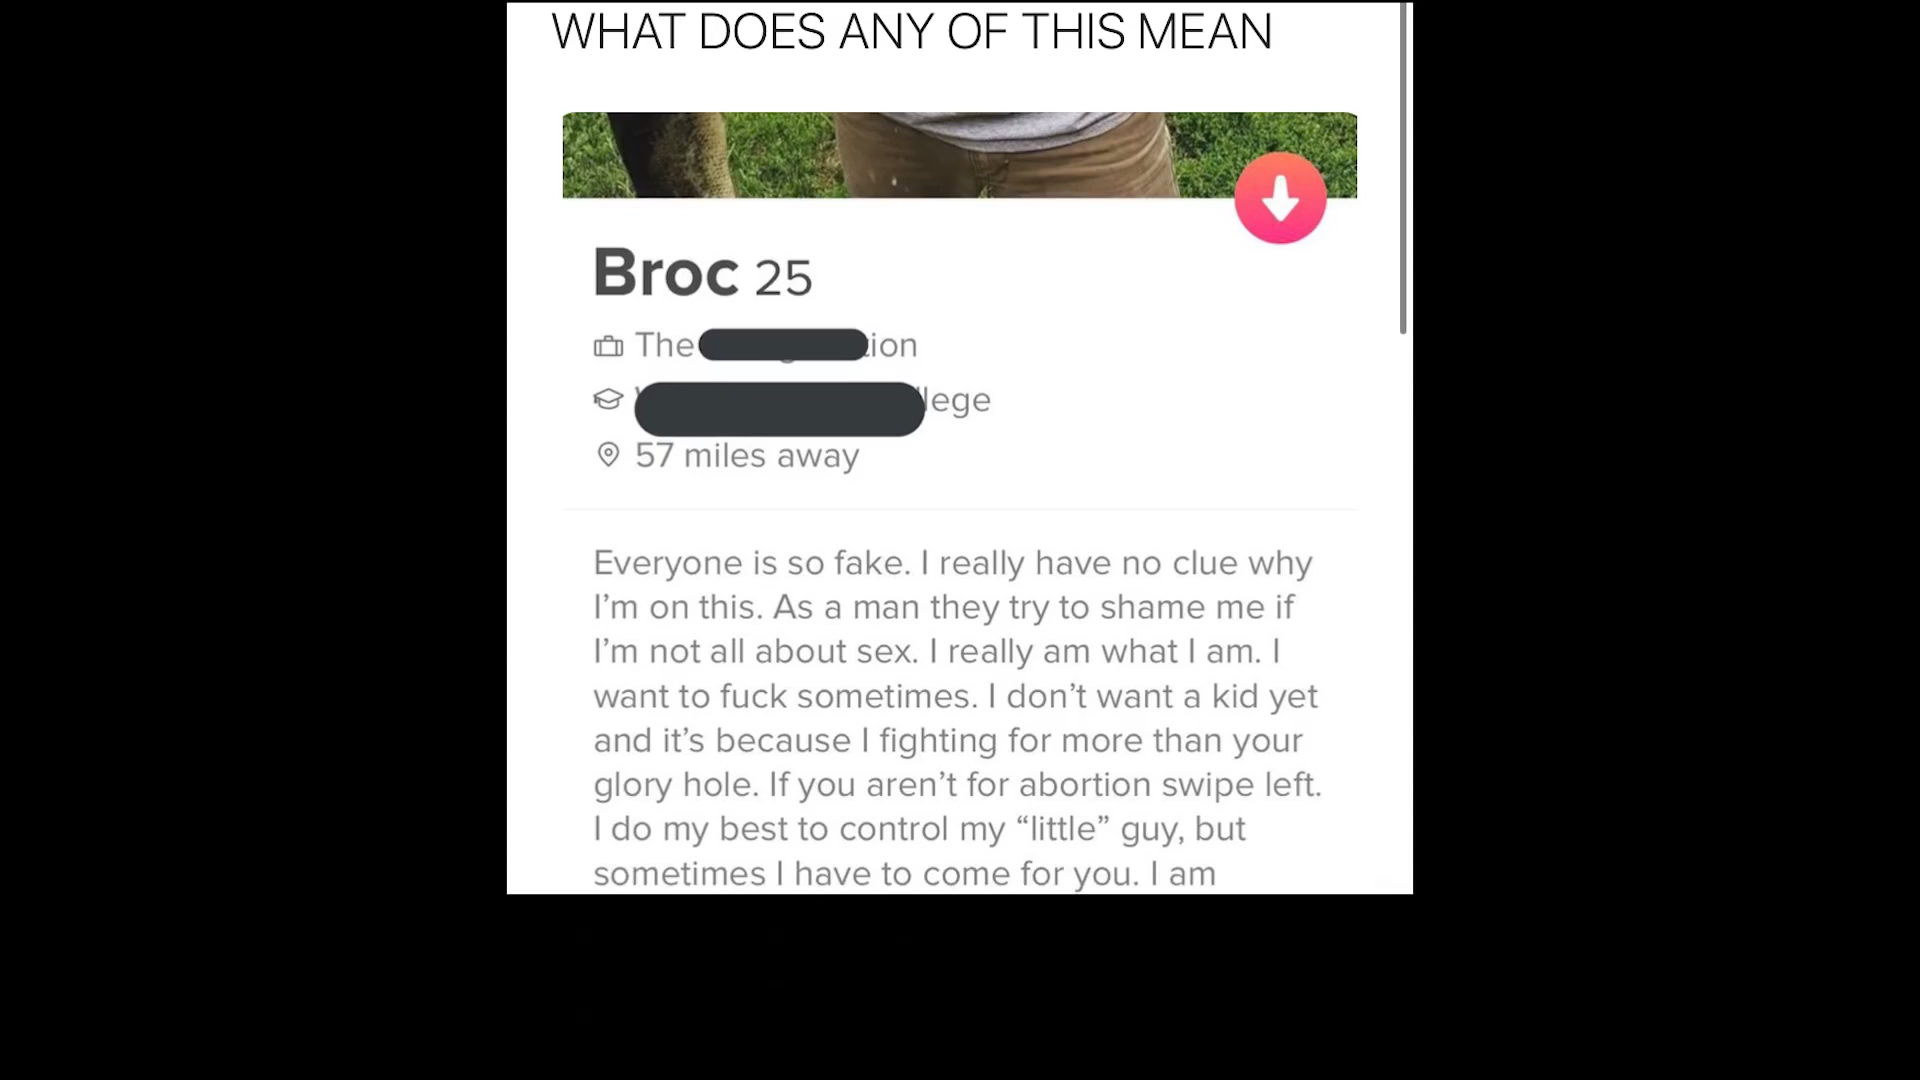 WHAT DOES ANY OF THIS MEAN
Broc 25
The ion
lege
57 miles away
Everyone is so fake. I really have no clue why
I'm on this. As a man they try to shame me if
I'm not all about sex. I really am what I am. I
want to fuck sometimes. I don't want a kid yet
and it's because I fighting for more than your
glory hole. If you aren't for abortion swipe left.
I do my best to control my “little” guy, but
sometimes I have to come for you. I am